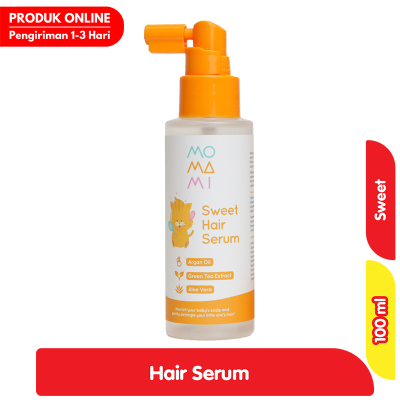 PRODUK ONLINE
Pengiriman 1-3 Hari
MO
MA
MI
Sweet
Hair
Serum
Argan Oil
Green Tea Extract
Aloe Vera
Sweet
100 ml
Hair Serum